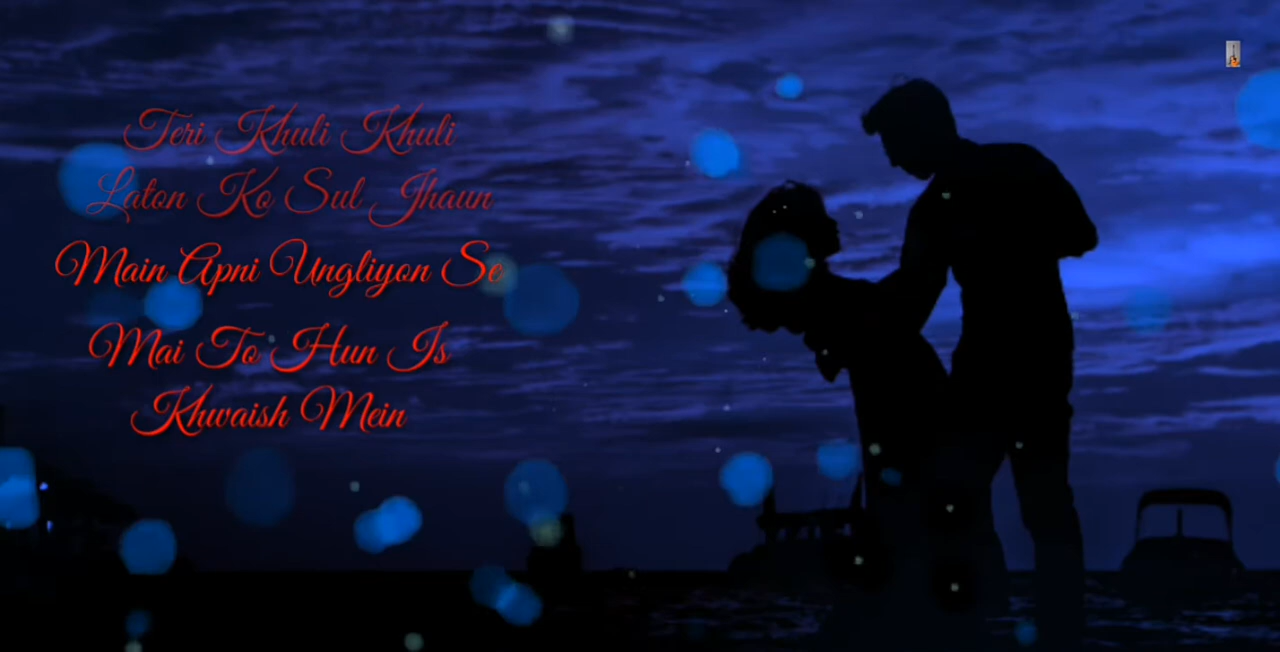 Teri Khuli Khuli
Laton Ko Sul Jhaun
Main Apni Ungliyon Se
Mai To Hun Is
Khwaish Mein